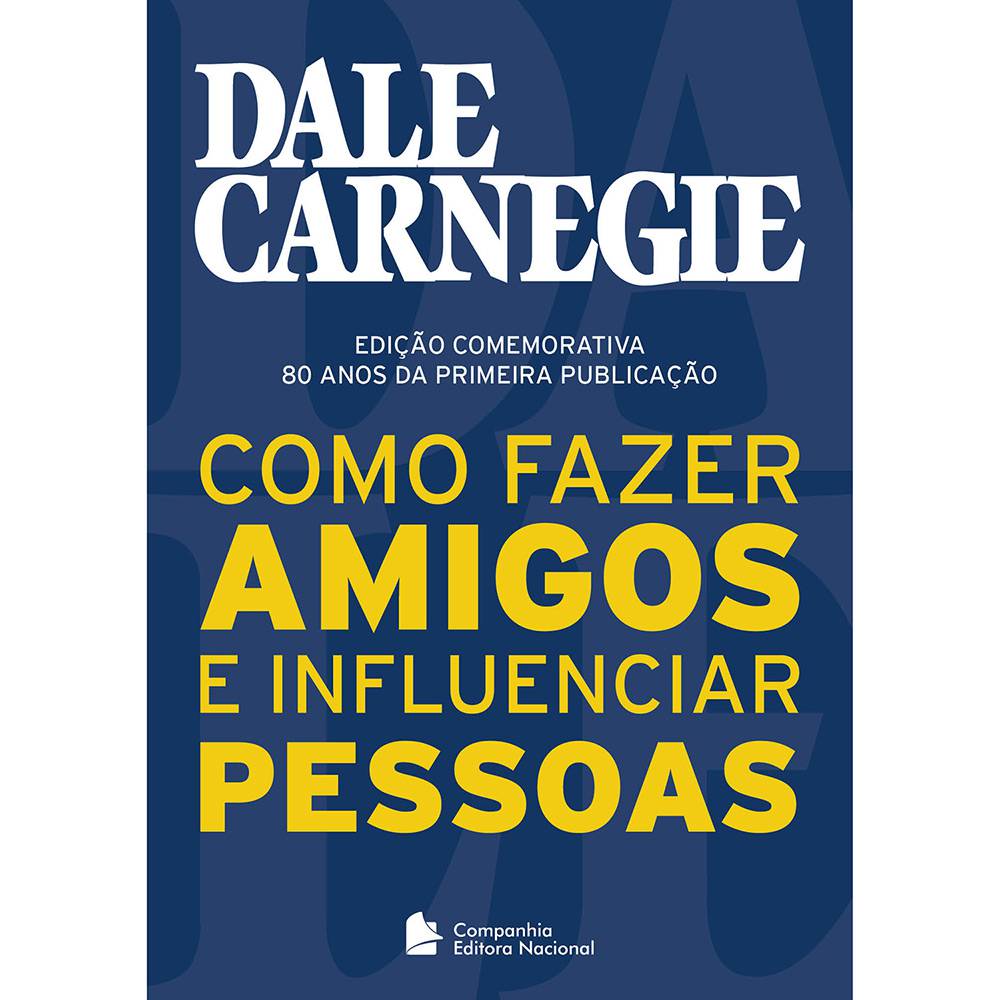 DALE
CARNEGIE
EDIÇÃO COMEMORATIVA
80 ANOS DA PRIMEIRA PUBLICAÇÃO
COMO FAZER
AMIGOS
E INFLUENCIAR
PESSOAS
Companhia
Editora Nacional